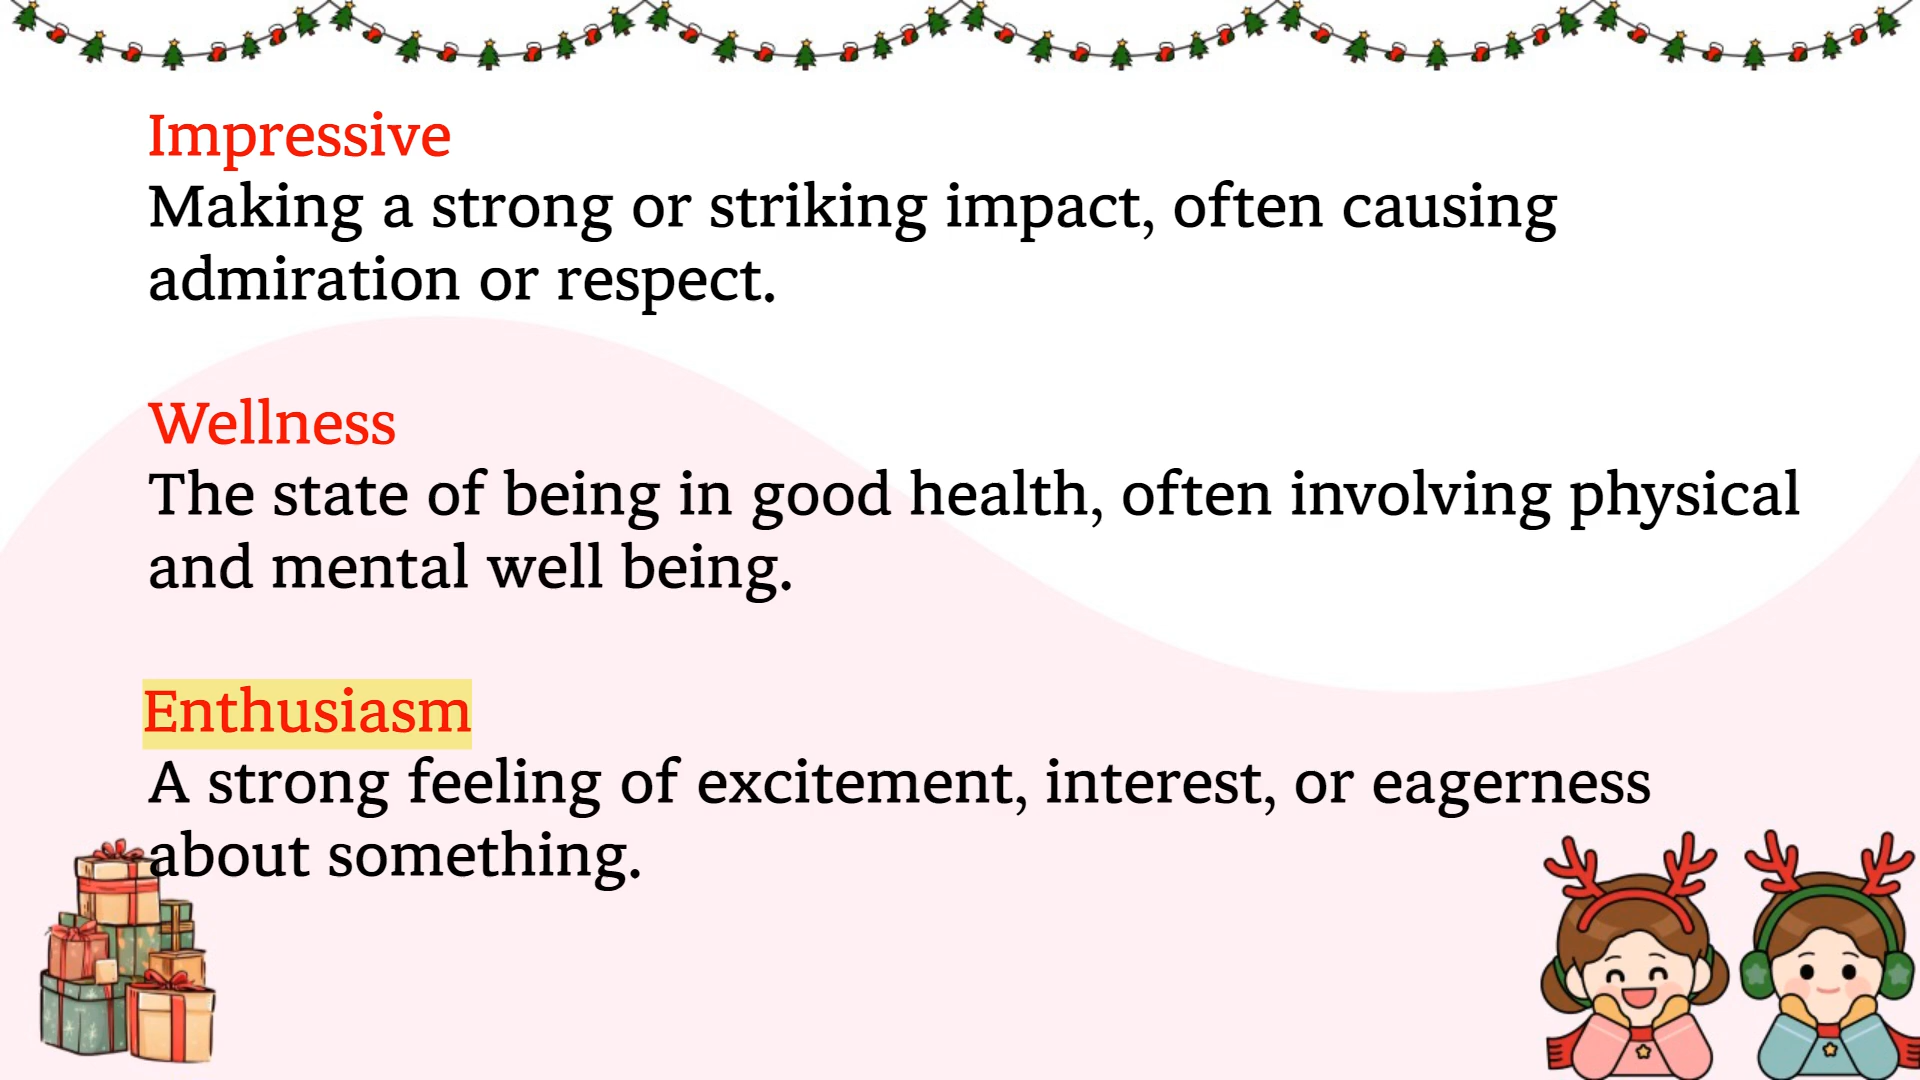 Impressive
Making a strong or striking impact, often causing
admiration or respect.
Wellness
The state of being in good health, often involving physical
and mental well being.
Enthusiasm
A strong feeling of excitement, interest, or eagerness
about something.